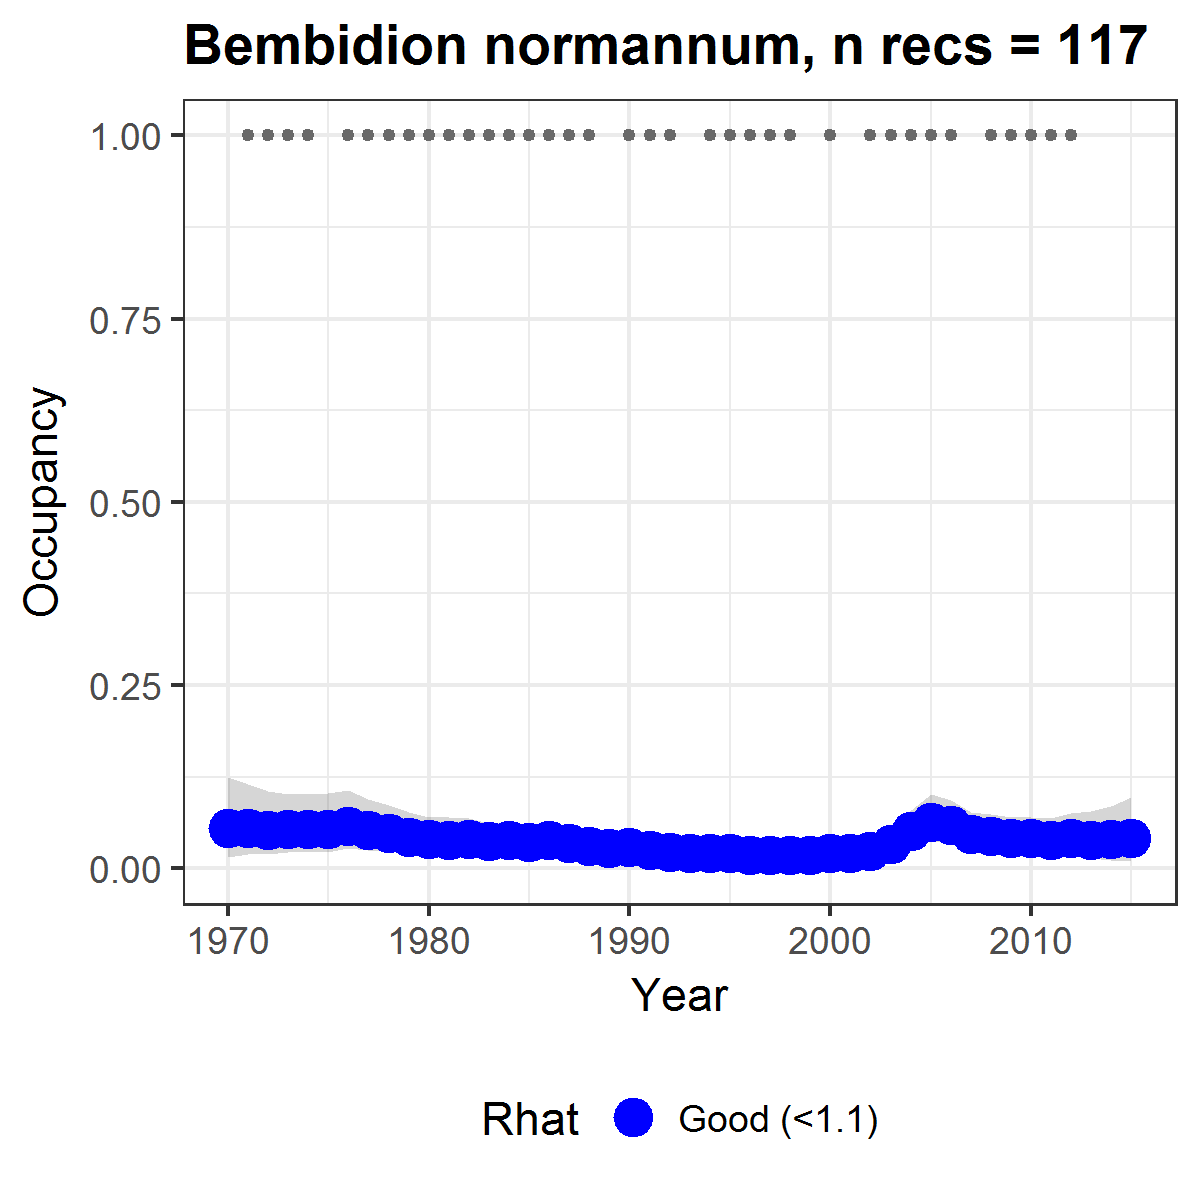 Bembidion normannum, n recs = 117
1.00
0.75
0.50
0.25
0.00
Occupancy
1970 1980 1990 2000 2010
Year
Rhat Good (<1.1)